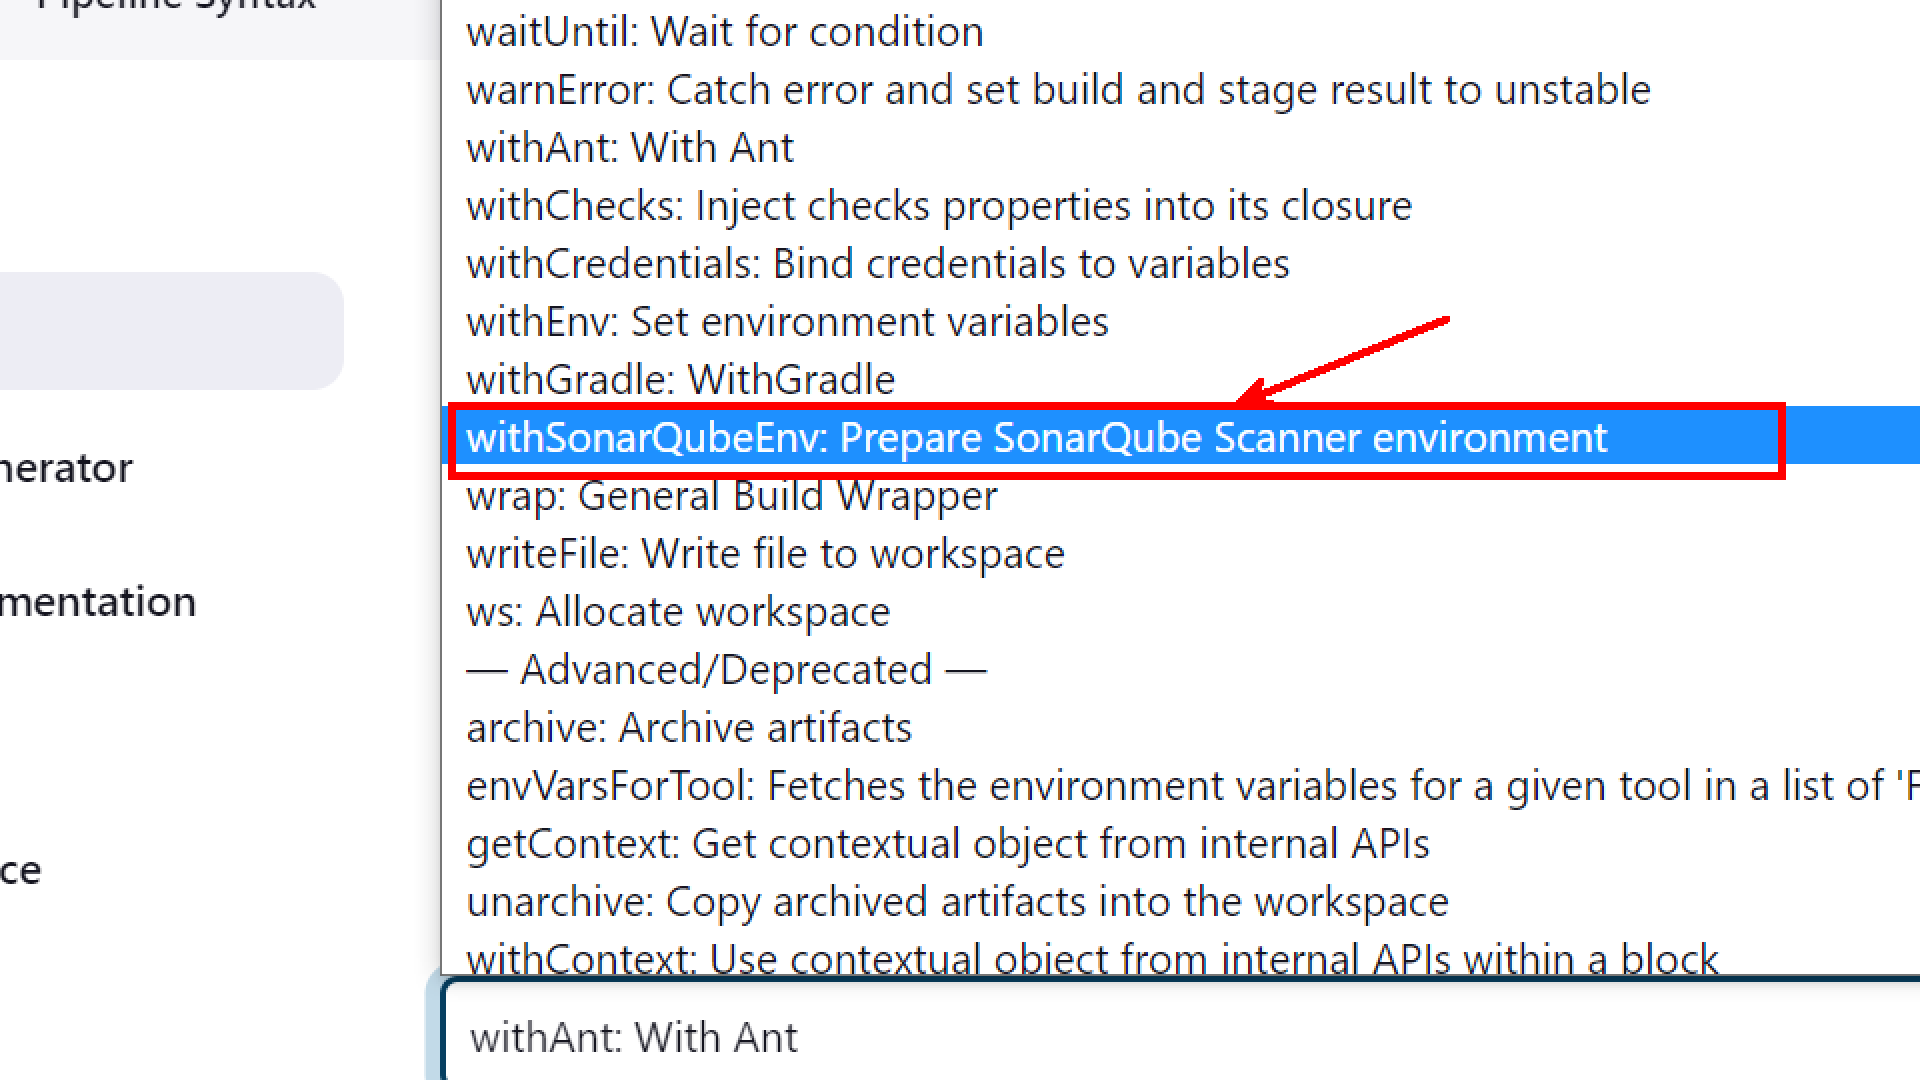 Pipeline Syntax
waitUntil: Wait for condition
warnError: Catch error and set build and stage result to unstable
withAnt: With Ant
withChecks: Inject checks properties into its closure
withCredentials: Bind credentials to variables
withEnv: Set environment variables
withGradle: WithGradle
withSonarQubeEnv: Prepare SonarQube Scanner environment
nerator
wrap: General Build Wrapper
writeFile: Write file to workspace
mentation
ws: Allocate workspace
— Advanced/Deprecated —
archive: Archive artifacts
envVarsForTool: Fetches the environment variables for a given tool in a list of 'F
getContext: Get contextual object from internal APIs
ce
unarchive: Copy archived artifacts into the workspace
withContext: Use contextual object from internal APIs within a block
withAnt: With Ant